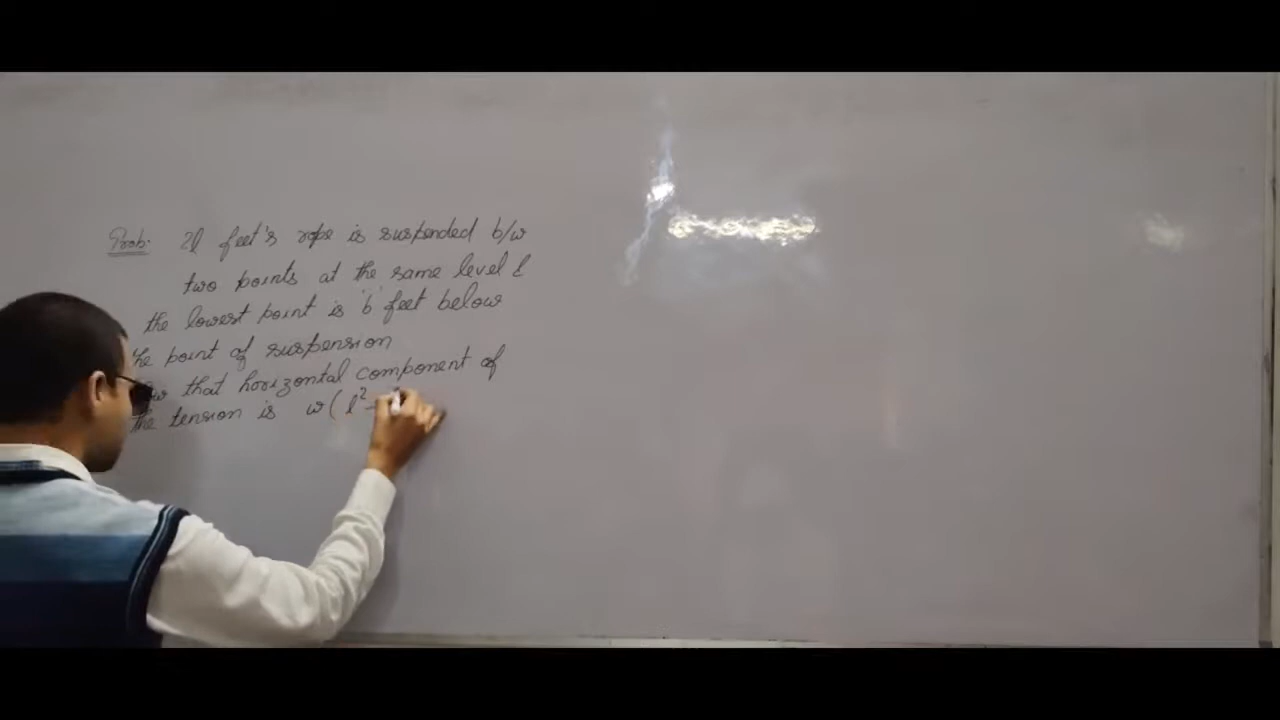 Prob: 2l feet's rope is suspended b/w
two points at the same level &
the lowest point is 'b' feet below
the point of suspension
that horizontal component of
the tension is w(l² -